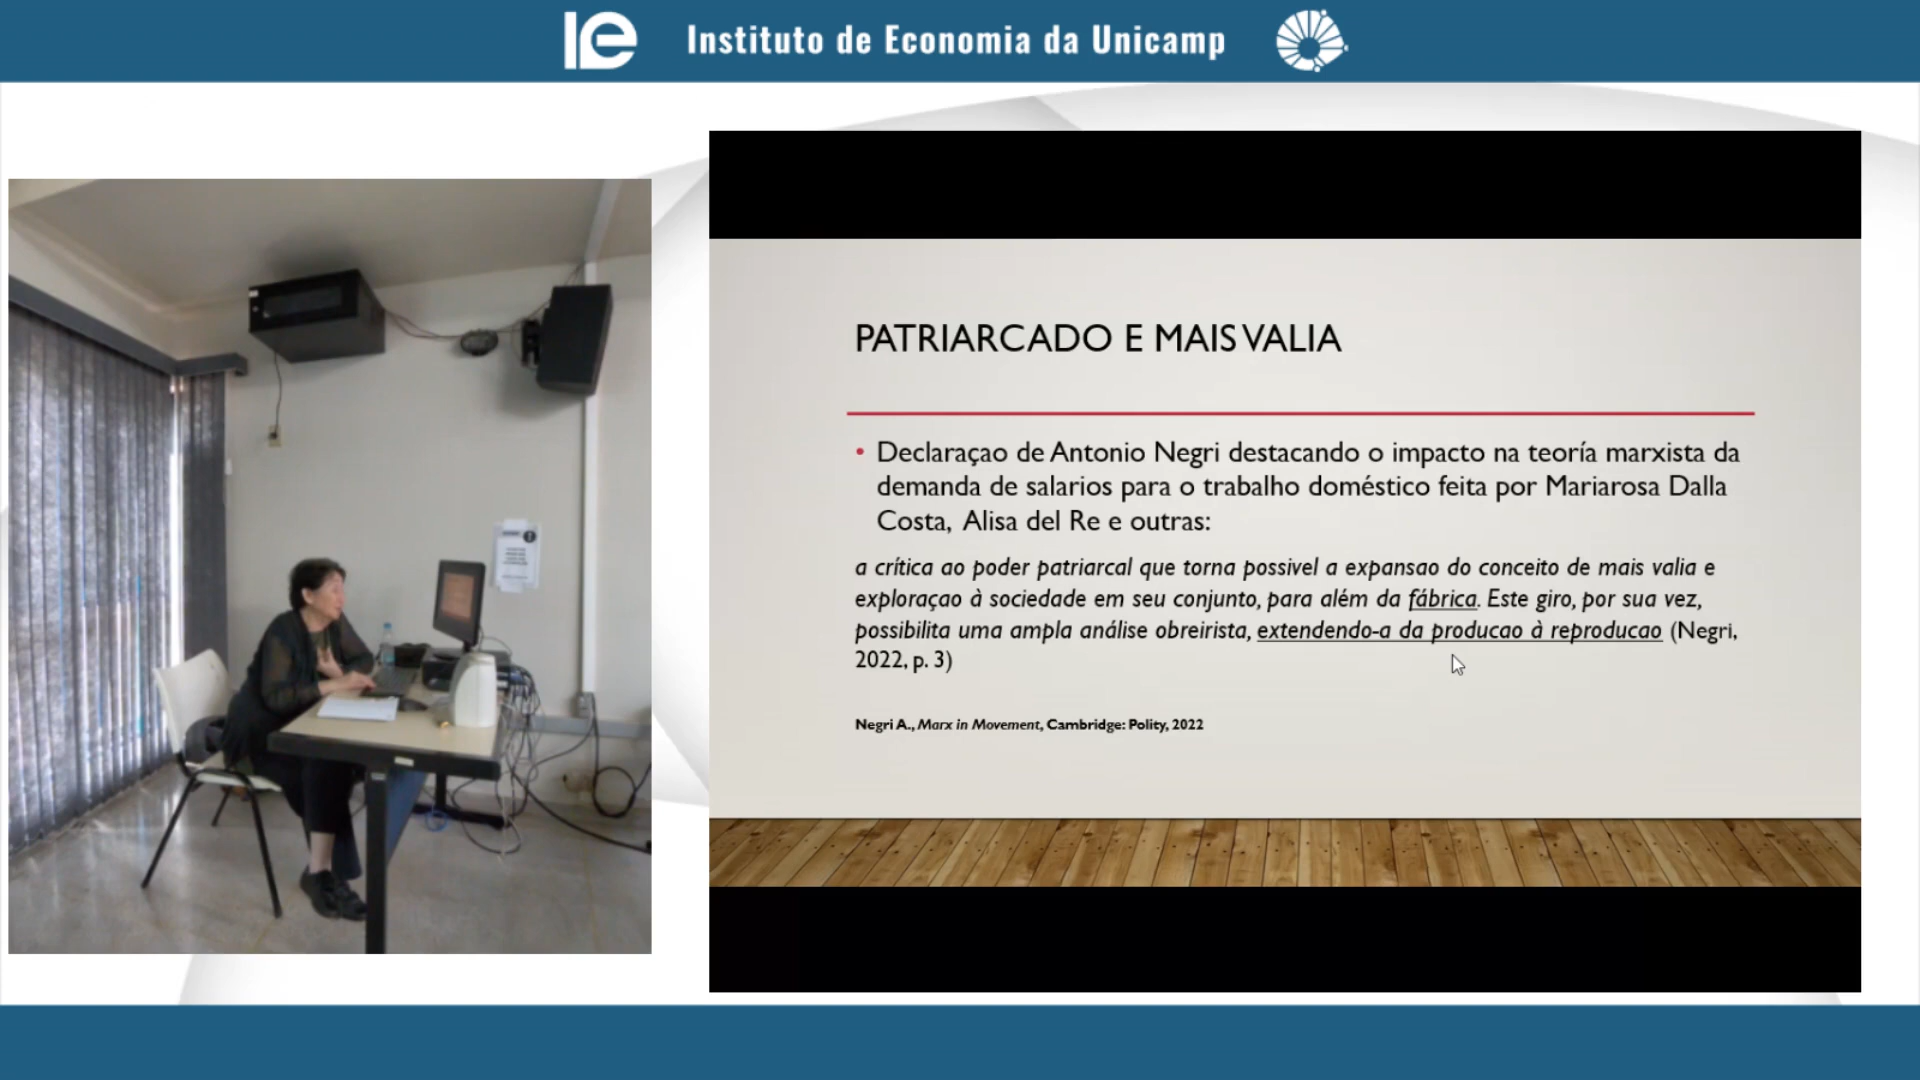 ie Instituto de Economia da Unicamp
PATRIARCADO E MAIS VALIA
• Declaraçao de Antonio Negri destacando o impacto na teoría marxista da
demanda de salarios para o trabalho doméstico feita por Mariarosa Dalla
Costa, Alisa del Re e outras:
a crítica ao poder patriarcal que torna possivel a expansao do conceito de mais valia e
exploraçao à sociedade em seu conjunto, para além da fábrica. Este giro, por sua vez,
possibilita uma ampla análise obreirista, extendendo-a da producao à reproducao (Negri,
2022, p. 3)
Negri A., Marx in Movement, Cambridge: Polity, 2022